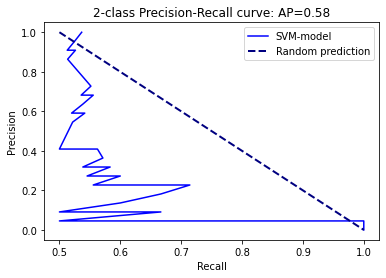 2-class Precision-Recall curve: AP=0.58
SVM-model
Random prediction
Precision
1.0
0.8
0.6
0.4
0.2
0.0
0.5
0.6
0.7
0.8
0.9
1.0
Recall